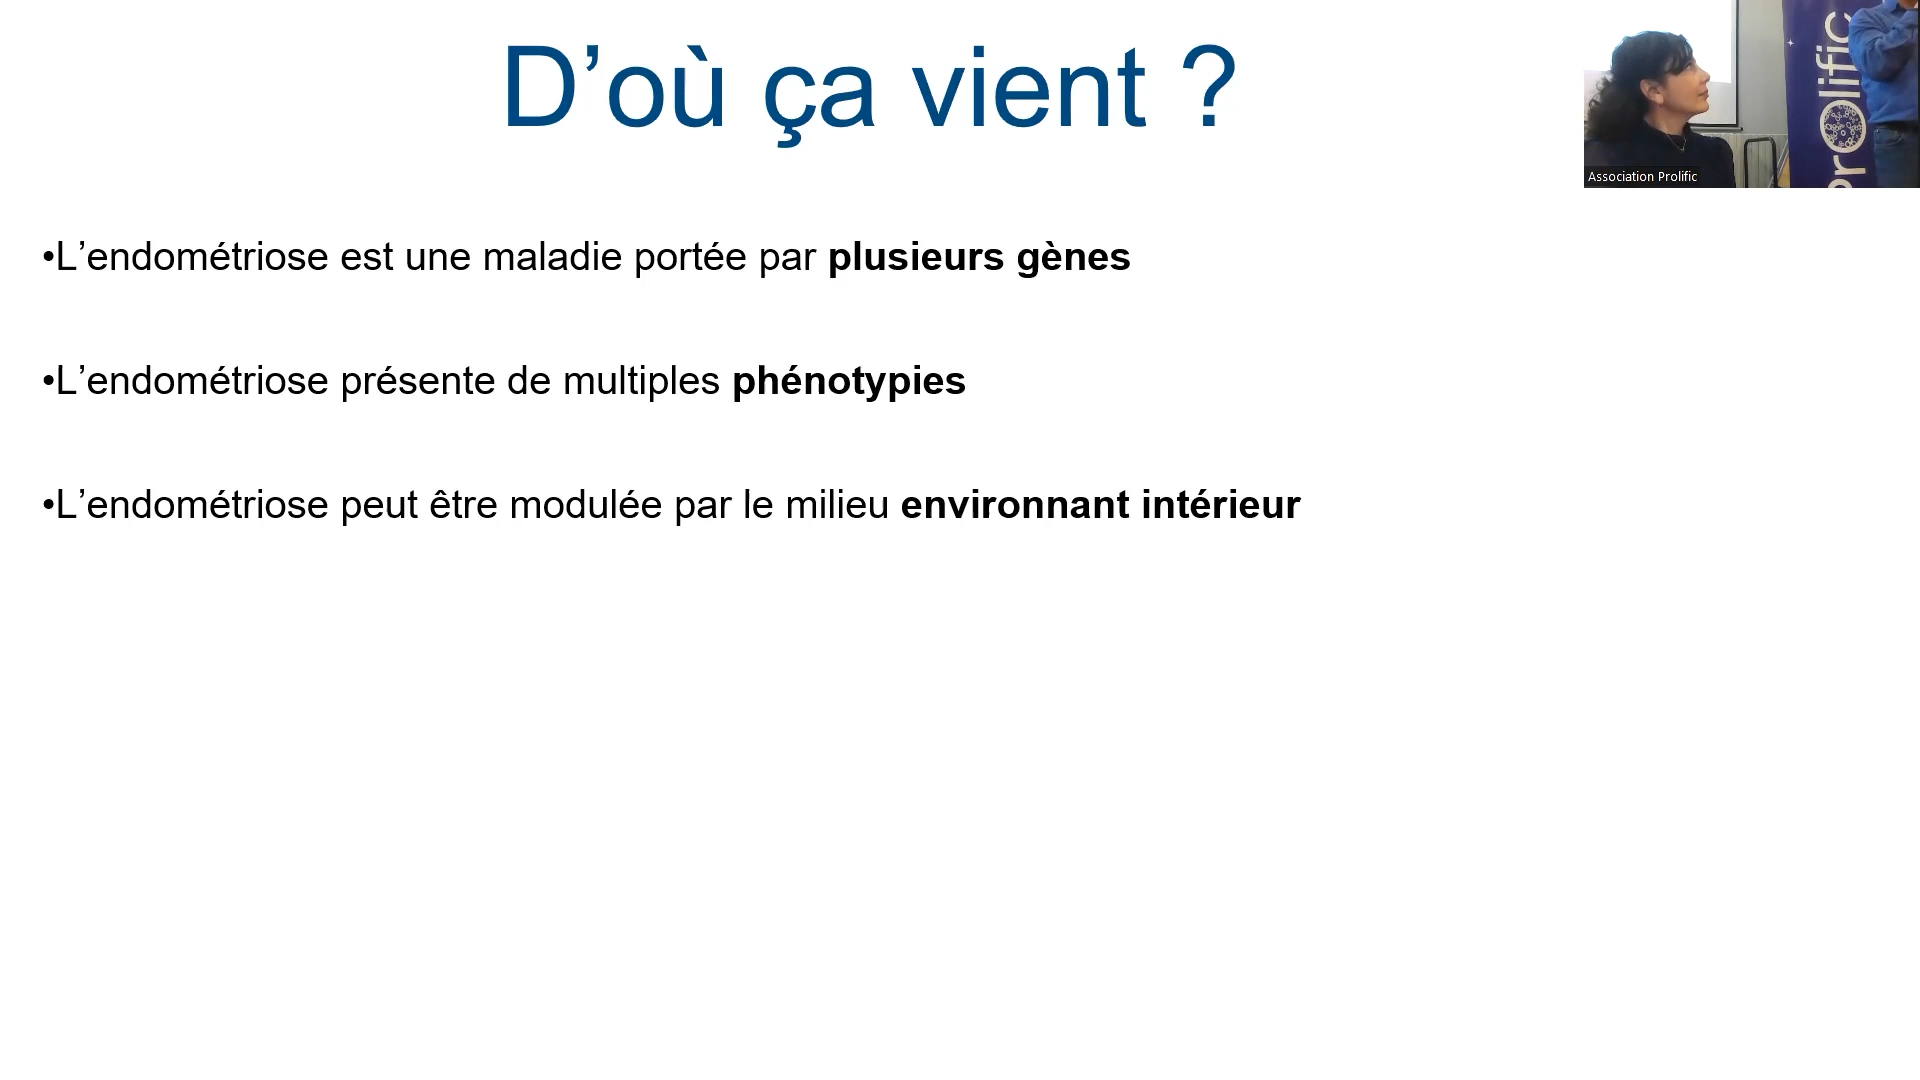 D’où ça vient ?
prolific
Association Prolific
•L’endométriose est une maladie portée par plusieurs gènes
•L’endométriose présente de multiples phénotypies
•L’endométriose peut être modulée par le milieu environnant intérieur